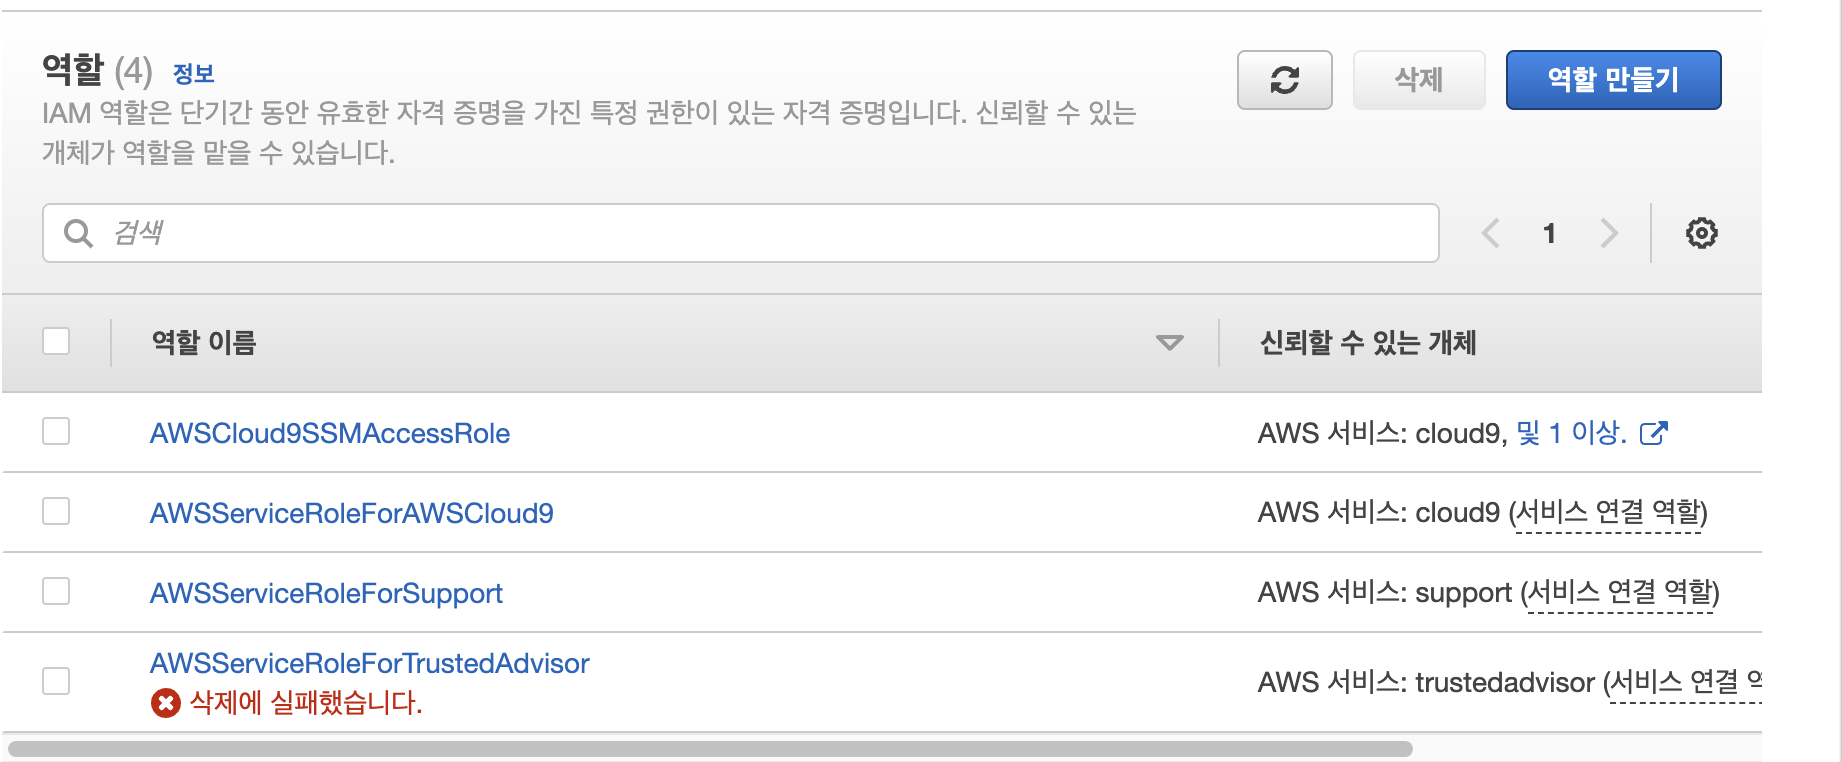 역할 (4) 정보
삭제
역할 만들기
IAM 역할은 단기간 동안 유효한 자격 증명을 가진 특정 권한이 있는 자격 증명입니다. 신뢰할 수 있는
개체가 역할을 맡을 수 있습니다.
검색
1
역할 이름
신뢰할 수 있는 개체
AWSCloud9SSMAccessRole
AWS 서비스: cloud9, 및 1 이상.
AWSServiceRoleForAWSCloud9
AWS 서비스: cloud9 (서비스 연결 역할)
AWSServiceRoleForSupport
AWS 서비스: support (서비스 연결 역할)
AWSServiceRoleForTrustedAdvisor
삭제에 실패했습니다.
AWS 서비스: trustedadvisor (서비스 연결